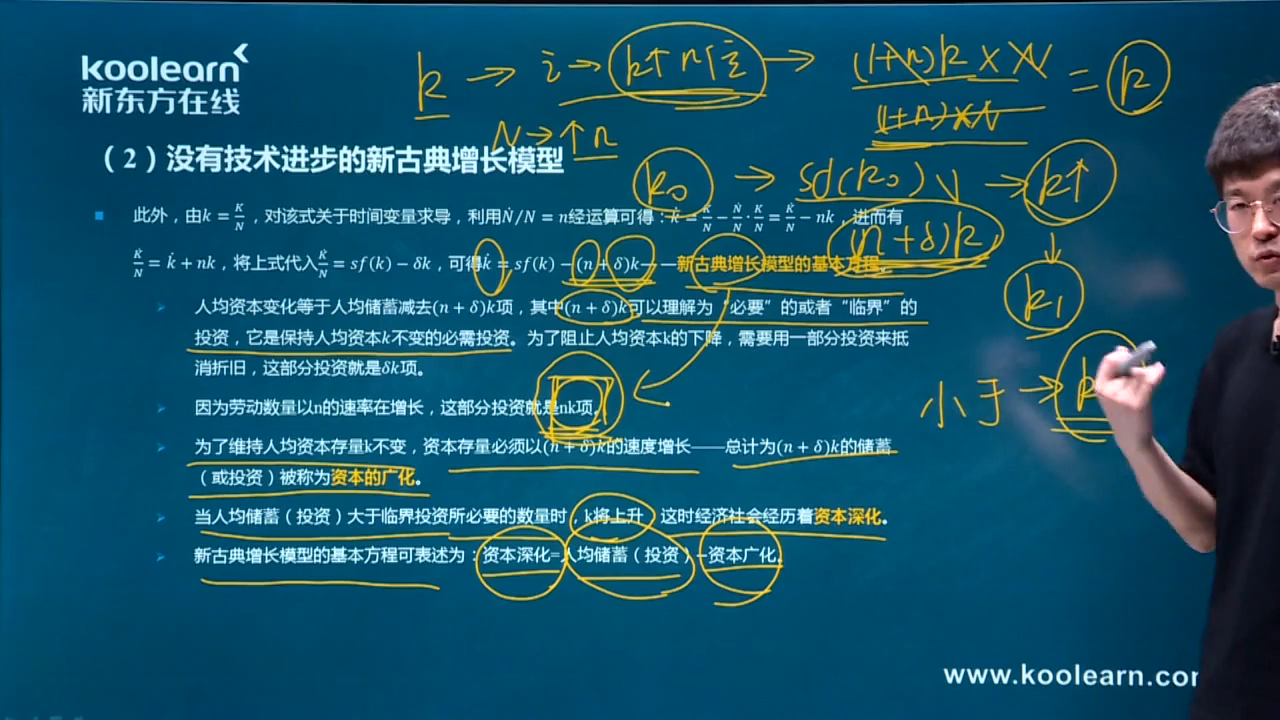 koolearn
新东方在线
k → i → k↑ n↑i → (1+n)k × N = k
(1+n)×N
N → ↑n
（2）没有技术进步的新古典增长模型
k₀ → sf(k₀) → k↑
(n+δ)k
k₁
小于 →
此外，由k = K/N，对该式关于时间变量求导，利用Ṅ/N = n经运算可得：k̇ = K̇/N − Ṅ/N · K/N = K̇/N − nk，进而有
K̇/N = k̇ + nk，将上式代入K̇/N = sf(k) − δk，可得k̇ = sf(k) − (n + δ)k——新古典增长模型的基本方程。
人均资本变化等于人均储蓄减去(n + δ)k项，其中(n + δ)k可以理解为“必要”的或者“临界”的
投资，它是保持人均资本k不变的必需投资。为了阻止人均资本k的下降，需要用一部分投资来抵
消折旧，这部分投资就是δk项。
因为劳动数量以n的速率在增长，这部分投资就是nk项。
为了维持人均资本存量k不变，资本存量必须以(n + δ)k的速度增长——总计为(n + δ)k的储蓄
（或投资）被称为资本的广化。
当人均储蓄（投资）大于临界投资所必要的数量时，k将上升，这时经济社会经历着资本深化。
新古典增长模型的基本方程可表述为：资本深化=人均储蓄（投资）−资本广化。
www.koolearn.co